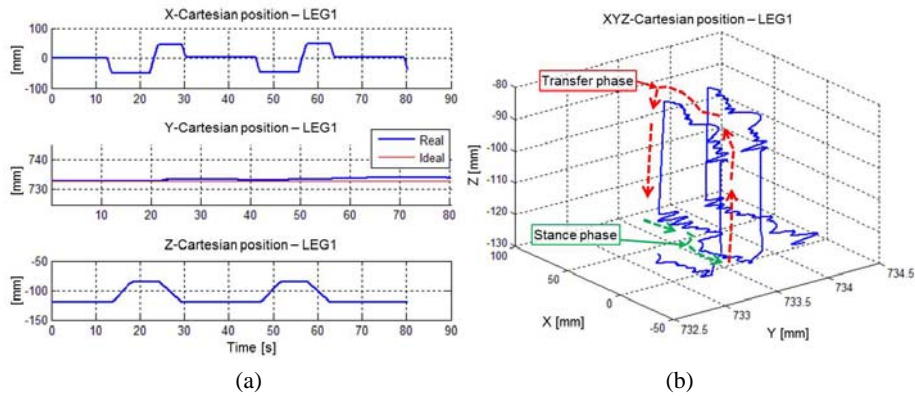 X-Cartesian position – LEG1
[mm]
100
0
-100
0 10 20 30 40 50 60 70 80 90
Y-Cartesian position – LEG1
[mm]
740
730
Real
Ideal
10 20 30 40 50 60 70 80
Z-Cartesian position – LEG1
[mm]
-50
-100
-150
0 10 20 30 40 50 60 70 80 90
Time [s]
(a)
XYZ-Cartesian position – LEG1
Transfer phase
Stance phase
Z [mm]
-80
-90
-100
-110
-120
-130
100
50
0
-50
X [mm]
732.5
733
733.5
734
734.5
Y [mm]
(b)